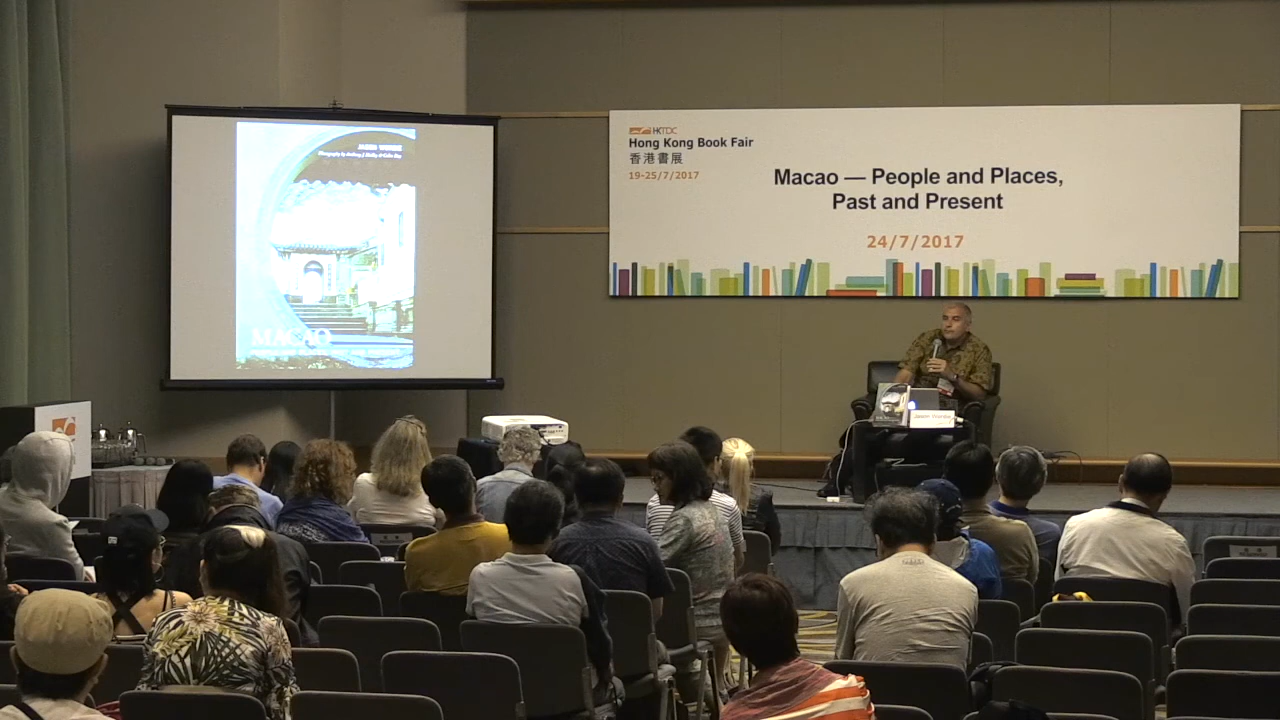 HKTDC
Hong Kong Book Fair
香港書展
19-25/7/2017
Macao — People and Places,
Past and Present
24/7/2017
MACAO
Jason